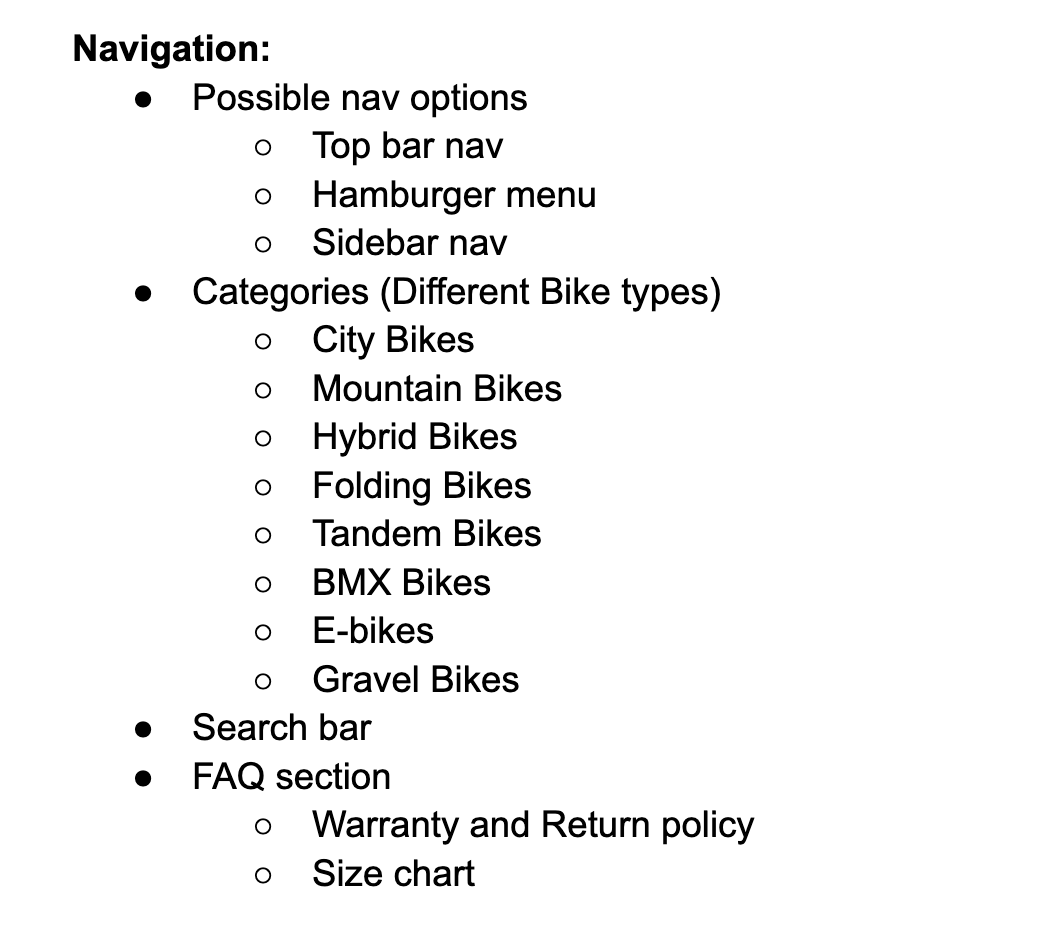 Navigation:
● Possible nav options
○ Top bar nav
○ Hamburger menu
○ Sidebar nav
● Categories (Different Bike types)
○ City Bikes
○ Mountain Bikes
○ Hybrid Bikes
○ Folding Bikes
○ Tandem Bikes
○ BMX Bikes
○ E-bikes
○ Gravel Bikes
● Search bar
● FAQ section
○ Warranty and Return policy
○ Size chart